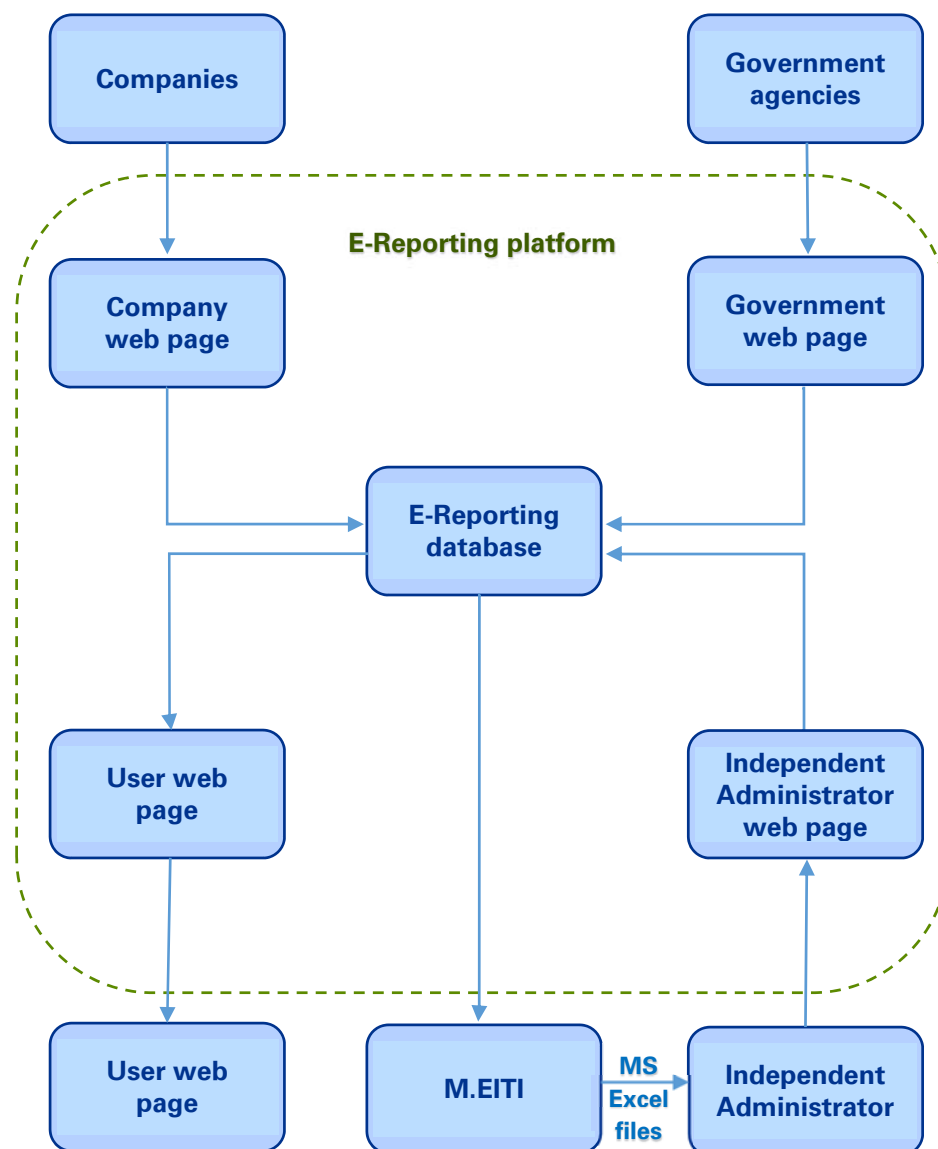 Companies
Government
agencies
E-Reporting platform
Company
web page
Government
web page
E-Reporting
database
User web
page
Independent
Administrator
web page
User web
page
M.EITI
MS
Excel
files
Independent
Administrator